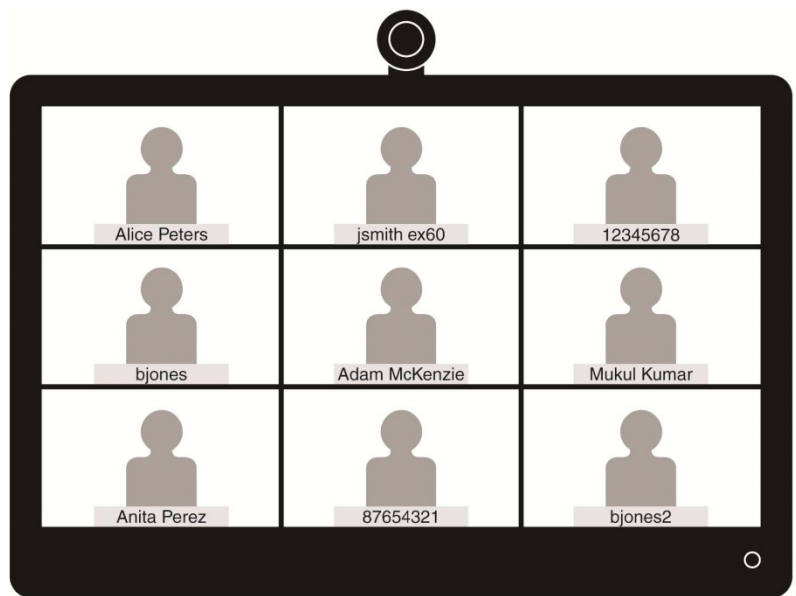 Alice Peters
jsmith ex60
12345678
bjones
Adam McKenzie
Mukul Kumar
Anita Perez
87654321
bjones2